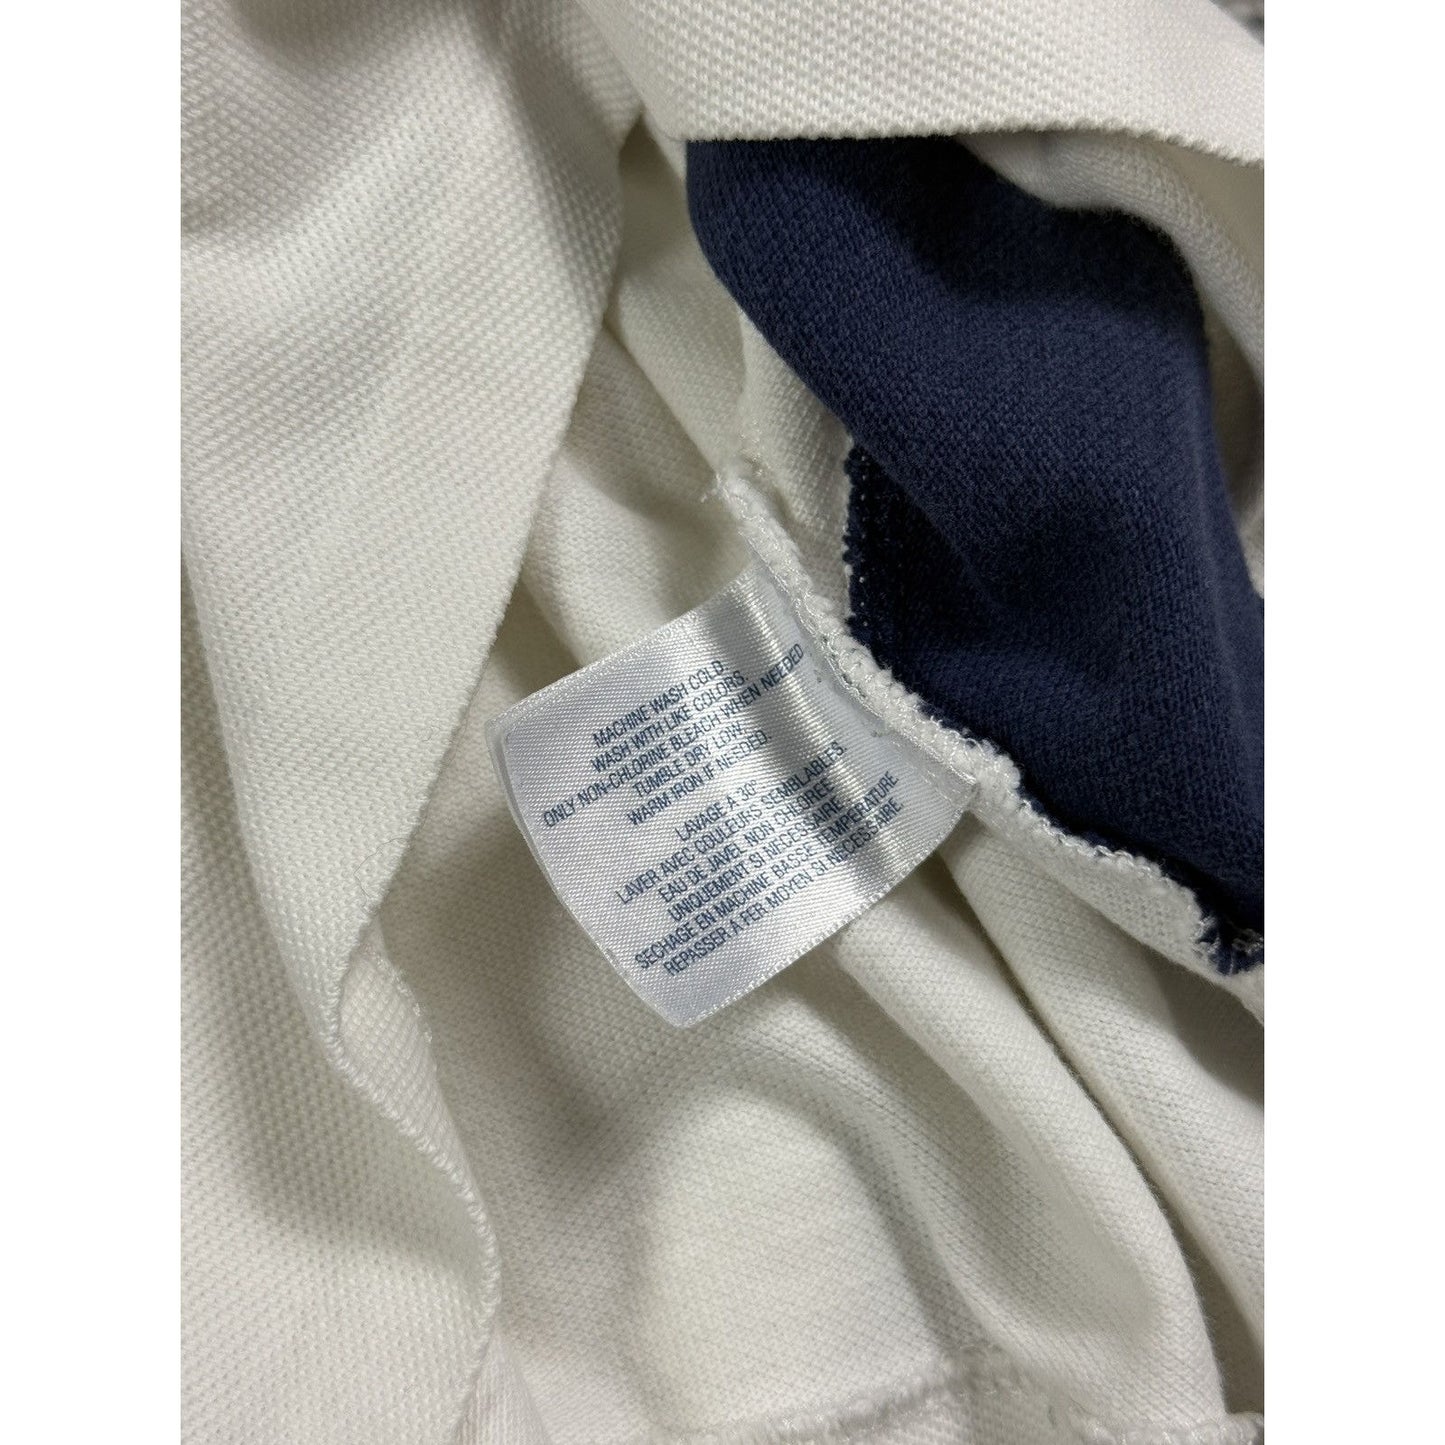 MACHINE WASH COLD.
WASH WITH LIKE COLORS.
ONLY NON-CHLORINE BLEACH WHEN NEEDED
TUMBLE DRY LOW.
WARM IRON IF NEEDED.
LAVAGE A 30°
LAVER AVEC COULEURS SEMBLABLES.
EAU DE JAVEL NON CHLOREE
UNIQUEMENT SI NECESSAIRE.
SECHAGE EN MACHINE BASSE TEMPERATURE.
REPASSER À FER MOYEN SI NÉCESSAIRE.